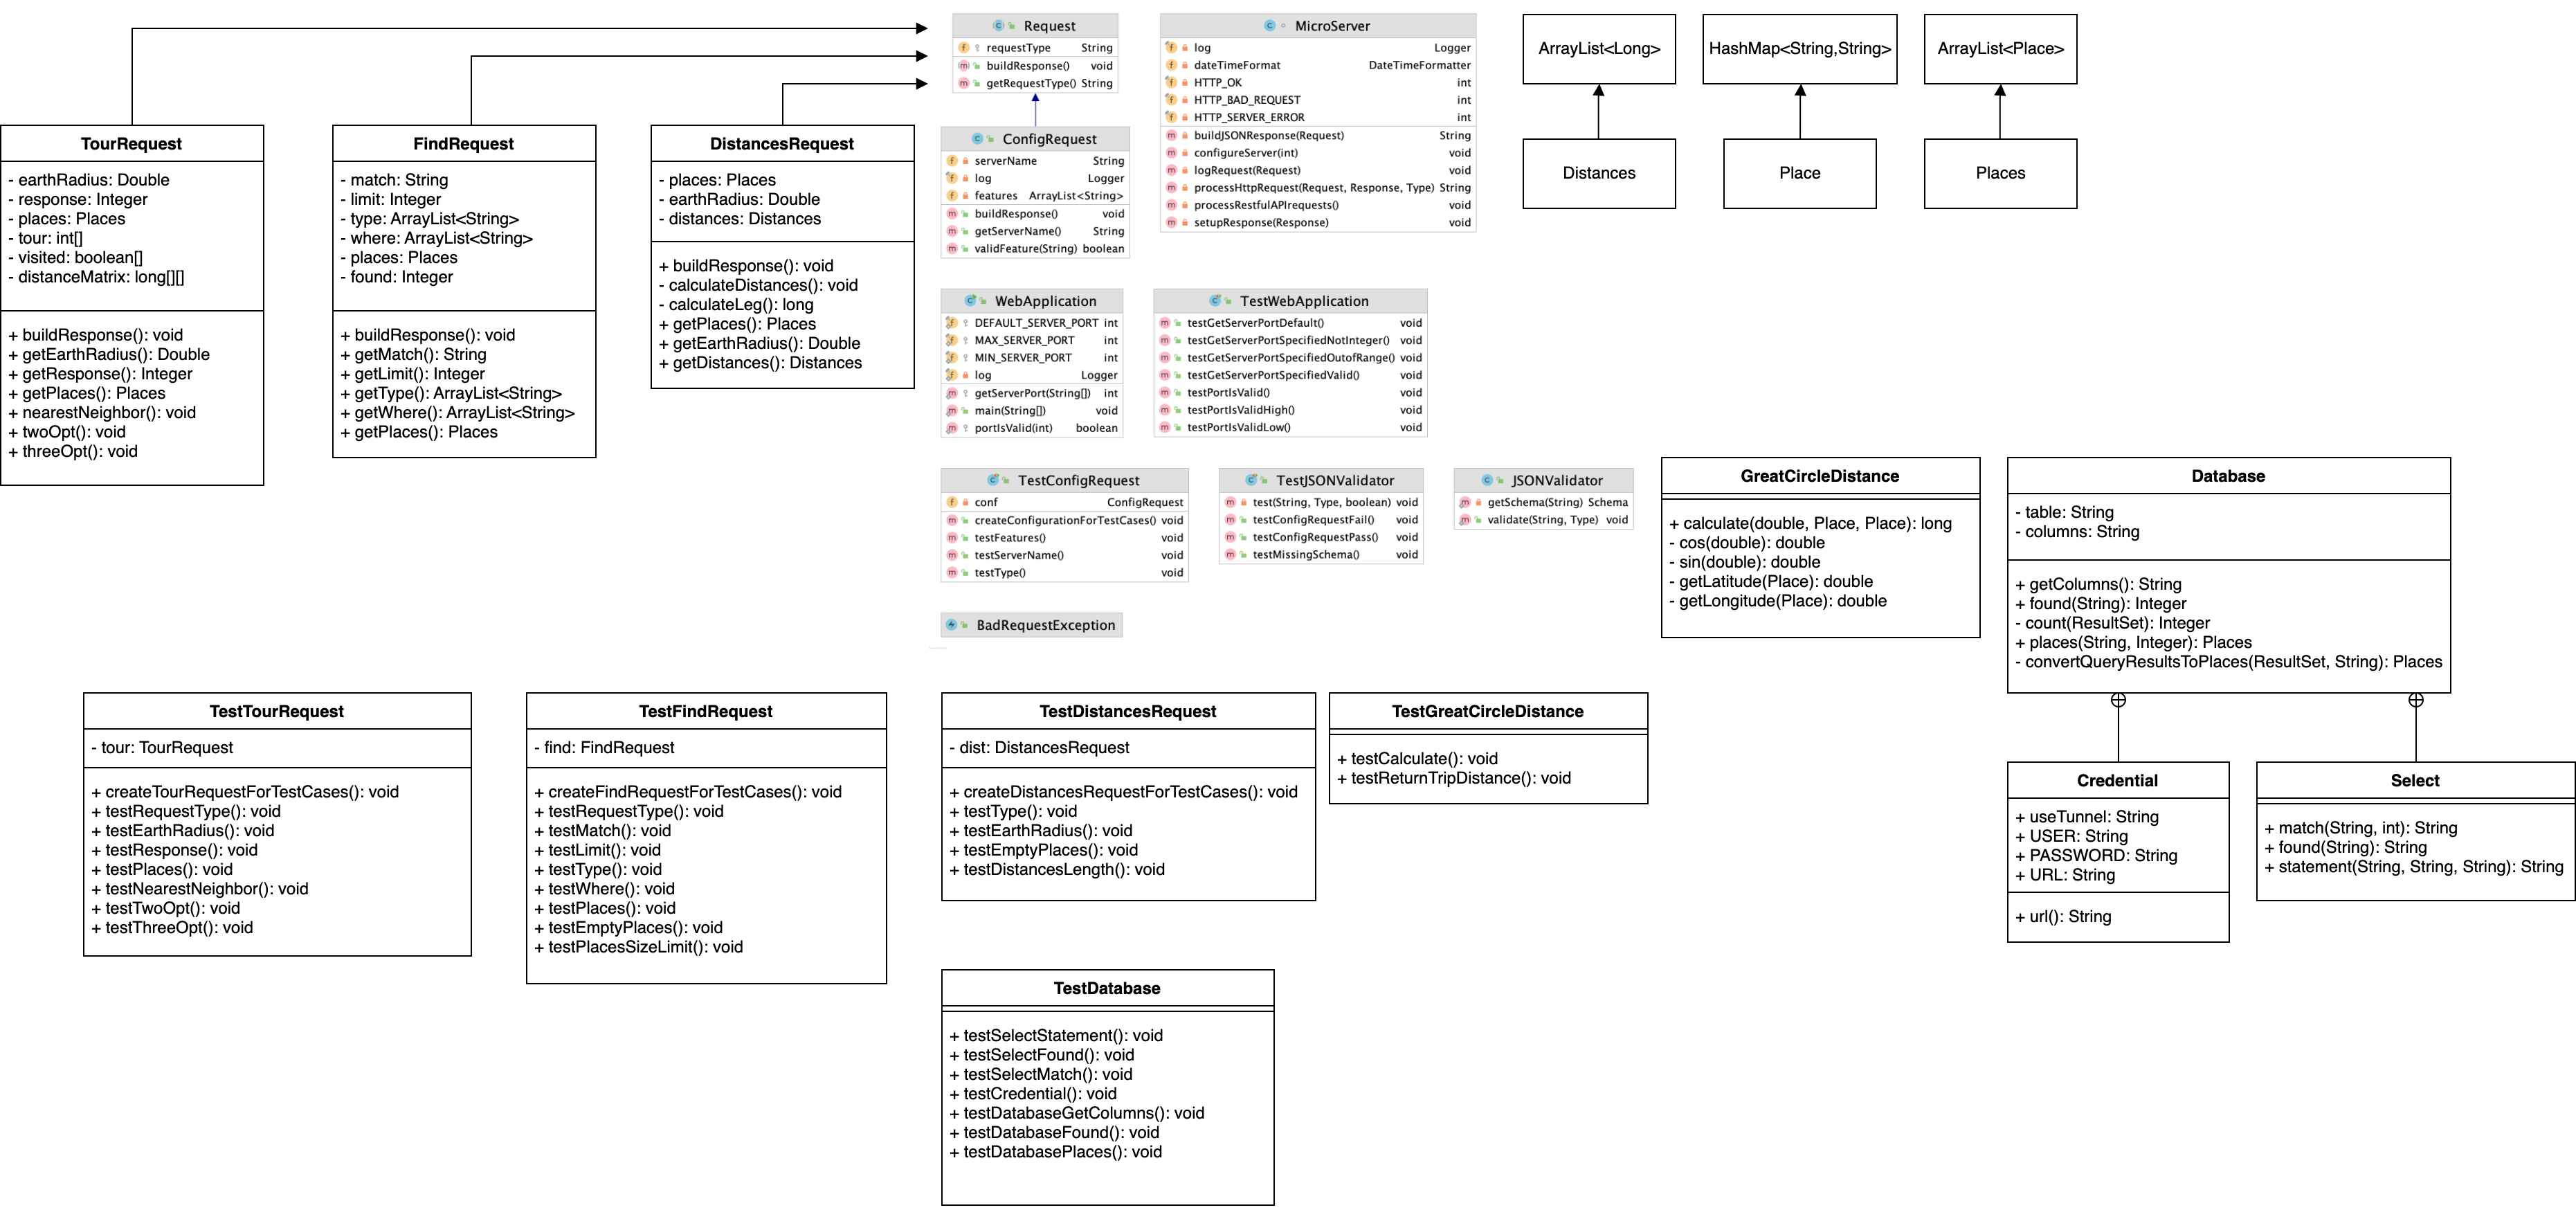 Request
requestType String
buildResponse() void
getRequestType() String
MicroServer
log Logger
dateTimeFormat DateTimeFormatter
HTTP_OK int
HTTP_BAD_REQUEST int
HTTP_SERVER_ERROR int
buildJSONResponse(Request) String
configureServer(int) void
logRequest(Request) void
processHttpRequest(Request, Response, Type) String
processRestfulAPIrequests() void
setupResponse(Response) void
ArrayList<Long>
HashMap<String,String>
ArrayList<Place>
Distances
Place
Places
TourRequest
- earthRadius: Double
- response: Integer
- places: Places
- tour: int[]
- visited: boolean[]
- distanceMatrix: long[][]
+ buildResponse(): void
+ getEarthRadius(): Double
+ getResponse(): Integer
+ getPlaces(): Places
+ nearestNeighbor(): void
+ twoOpt(): void
+ threeOpt(): void
FindRequest
- match: String
- limit: Integer
- type: ArrayList<String>
- where: ArrayList<String>
- places: Places
- found: Integer
+ buildResponse(): void
+ getMatch(): String
+ getLimit(): Integer
+ getType(): ArrayList<String>
+ getWhere(): ArrayList<String>
+ getPlaces(): Places
DistancesRequest
- places: Places
- earthRadius: Double
- distances: Distances
+ buildResponse(): void
- calculateDistances(): void
- calculateLeg(): long
+ getPlaces(): Places
+ getEarthRadius(): Double
+ getDistances(): Distances
ConfigRequest
serverName String
log Logger
features ArrayList<String>
buildResponse() void
getServerName() String
validFeature(String) boolean
WebApplication
DEFAULT_SERVER_PORT int
MAX_SERVER_PORT int
MIN_SERVER_PORT int
log Logger
getServerPort(String[]) int
main(String[]) void
portIsValid(int) boolean
TestWebApplication
testGetServerPortDefault() void
testGetServerPortSpecifiedNotInteger() void
testGetServerPortSpecifiedOutofRange() void
testGetServerPortSpecifiedValid() void
testPortIsValid() void
testPortIsValidHigh() void
testPortIsValidLow() void
TestConfigRequest
conf ConfigRequest
createConfigurationForTestCases() void
testFeatures() void
testServerName() void
testType() void
TestJSONValidator
test(String, Type, boolean) void
testConfigRequestFail() void
testConfigRequestPass() void
testMissingSchema() void
JSONValidator
getSchema(String) Schema
validate(String, Type) void
GreatCircleDistance
+ calculate(double, Place, Place): long
- cos(double): double
- sin(double): double
- getLatitude(Place): double
- getLongitude(Place): double
Database
- table: String
- columns: String
+ getColumns(): String
+ found(String): Integer
- count(ResultSet): Integer
+ places(String, Integer): Places
- convertQueryResultsToPlaces(ResultSet, String): Places
BadRequestException
TestTourRequest
- tour: TourRequest
+ createTourRequestForTestCases(): void
+ testRequestType(): void
+ testEarthRadius(): void
+ testResponse(): void
+ testPlaces(): void
+ testNearestNeighbor(): void
+ testTwoOpt(): void
+ testThreeOpt(): void
TestFindRequest
- find: FindRequest
+ createFindRequestForTestCases(): void
+ testRequestType(): void
+ testMatch(): void
+ testLimit(): void
+ testType(): void
+ testWhere(): void
+ testPlaces(): void
+ testEmptyPlaces(): void
+ testPlacesSizeLimit(): void
TestDistancesRequest
- dist: DistancesRequest
+ createDistancesRequestForTestCases(): void
+ testType(): void
+ testEarthRadius(): void
+ testEmptyPlaces(): void
+ testDistancesLength(): void
TestGreatCircleDistance
+ testCalculate(): void
+ testReturnTripDistance(): void
Credential
+ useTunnel: String
+ USER: String
+ PASSWORD: String
+ URL: String
+ url(): String
Select
+ match(String, int): String
+ found(String): String
+ statement(String, String, String): String
TestDatabase
+ testSelectStatement(): void
+ testSelectFound(): void
+ testSelectMatch(): void
+ testCredential(): void
+ testDatabaseGetColumns(): void
+ testDatabaseFound(): void
+ testDatabasePlaces(): void